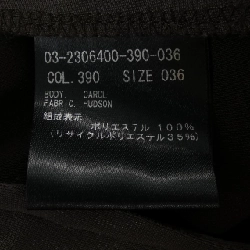 03-2306400-390-036
COL.390 SIZE 036
BODY. CAROL
FABRIC. HUDSON
組成表示
ポリエステル 100%
(リサイクルポリエステル35%)